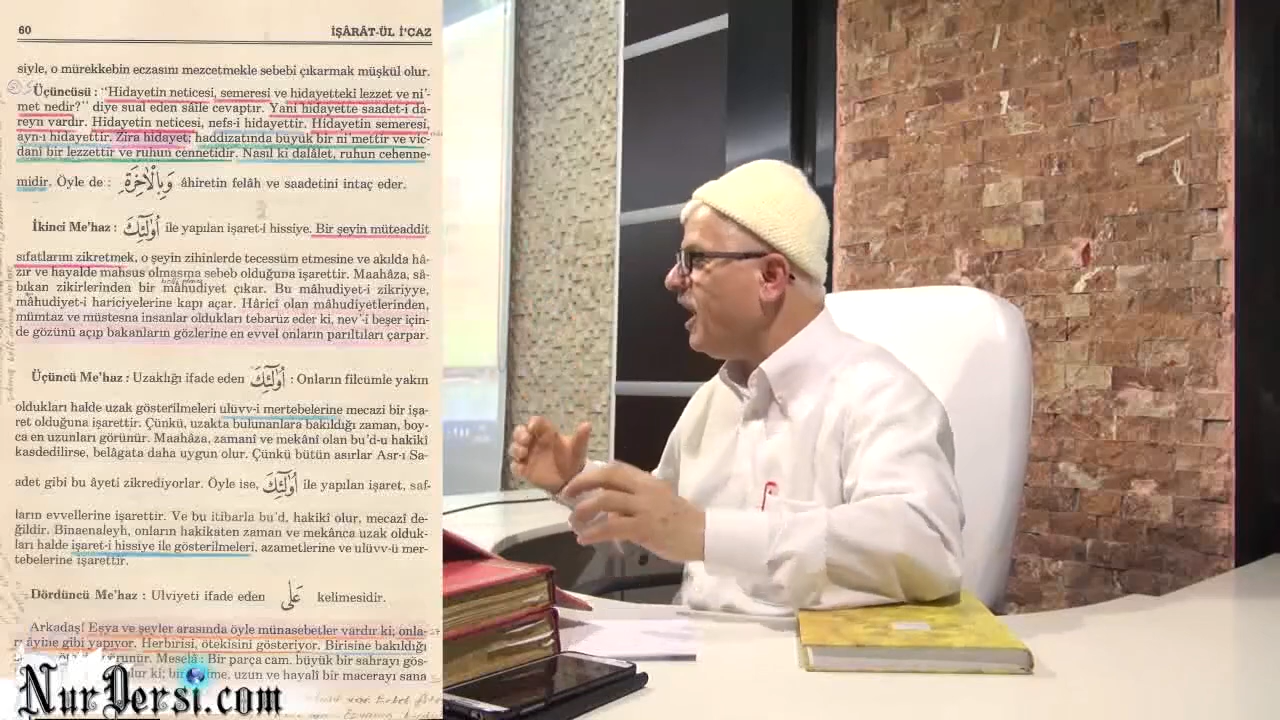 60 İŞÂRÂT-ÜL İ'CAZ
siyle, o mürekkebin eczasını mezcetmekle sebebi çıkarmak müşkül olur.
Üçüncüsü : "Hidayetin neticesi, semeresi ve hidayetteki lezzet ve ni'-
met nedir?" diye sual eden sâile cevaptır. Yani hidayette saadet-i dâ-
reyn vardır. Hidayetin neticesi, nefs-i hidayettir. Hidayetin semeresi,
ayn-ı hidayettir. Zira hidayet; haddizatında büyük bir ni'mettir ve vic-
danî bir lezzettir ve ruhun cennetidir. Nasıl ki dalâlet, ruhun cehenne-
midir. Öyle de : وَبِالْاٰخِرَةِ âhiretin felâh ve saadetini intaç eder.
İkinci Me'haz : اُولٰٓئِكَ ile yapılan işaret-i hissiye. Bir şeyin müteaddit
sıfatlarını zikretmek, o şeyin zihinlerde tecessüm etmesine ve akılda hâ-
zır ve hayalde mahsus olmasına sebeb olduğuna işarettir. Maahâza, sâ-
bıkan zikirlerinden bir mâhudiyet çıkar. Bu mâhudiyet-i zikriyye,
mâhudiyet-i hariciyelerine kapı açar. Hârici olan mâhudiyetlerinden,
mümtaz ve müstesna insanlar oldukları tebarüz eder ki, nev'-i beşer için-
de gözünü açıp bakanların gözlerine en evvel onların parıltıları çarpar.
Üçüncü Me'haz : Uzaklığı ifade eden اُولٰٓئِكَ : Onların filcümle yakın
oldukları halde uzak gösterilmeleri ulüvv-i mertebelerine mecazi bir işa-
ret olduğuna işarettir. Çünkü, uzakta bulunanlara bakıldığı zaman, boy-
ca en uzunları görünür. Maahâza, zamanî ve mekânî olan bu'd-u hakiki
kasdedilirse, belâgata daha uygun olur. Çünkü bütün asırlar Asr-ı Sa-
adet gibi bu âyeti zikrediyorlar. Öyle ise, اُولٰٓئِكَ ile yapılan işaret, saf-
ların evvellerine işarettir. Ve bu itibarla bu'd, hakikî olur, mecazî de-
ğildir. Binaenaleyh, onların hakikaten zaman ve mekânca uzak olduk-
ları halde işaret-i hissiye ile gösterilmeleri, azametlerine ve ulüvv-ü mer-
tebelerine işarettir.
Dördüncü Me'haz : Ulviyeti ifade eden عَلٰى kelimesidir.
Arkadaş! Eşya ve şeyler arasında öyle münasebetler vardır ki; onla-
âyine gibi yapıyor. Herbirisi, ötekisini gösteriyor. Birisine bakıldığı
görünür. Meselâ : Bir parça cam, büyük bir sahrayı gös-
uzun ve hayalî bir macerayı sana
NurDersi.com